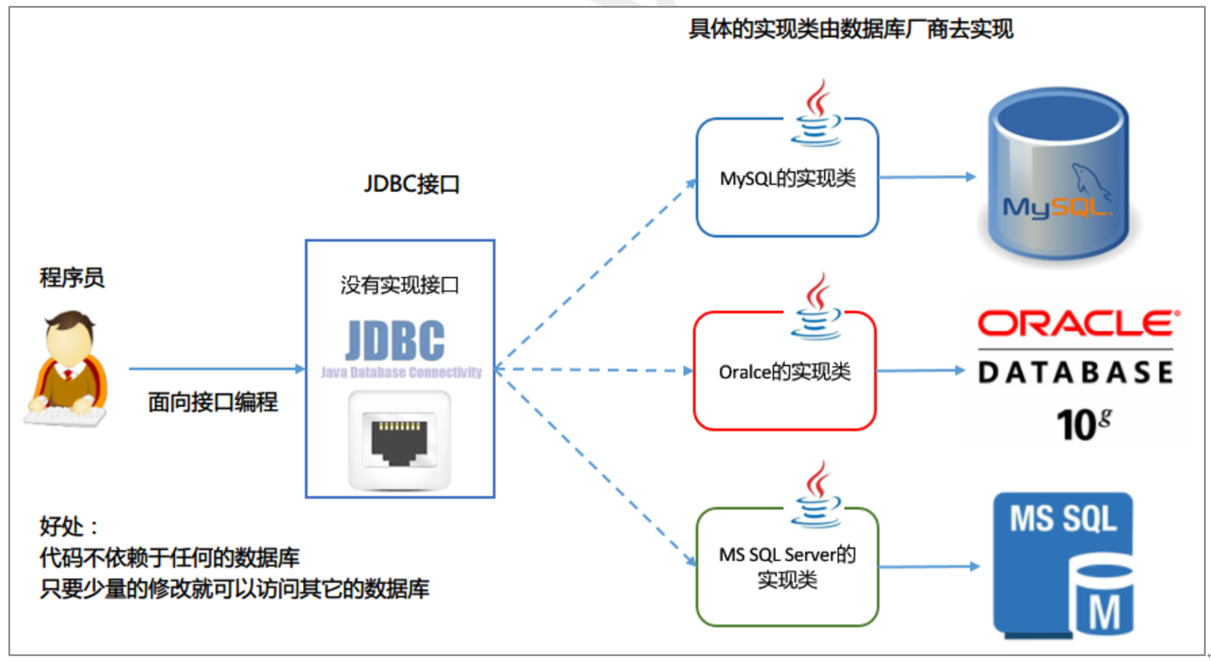 具体的实现类由数据库厂商去实现
JDBC接口
程序员
面向接口编程
没有实现接口
JDBC
Java Database Connectivity
MySQL的实现类
MySQL
Oralce的实现类
ORACLE
DATABASE
10g
MS SQL Server的
实现类
MS SQL
M
好处：
代码不依赖于任何的数据库
只要少量的修改就可以访问其它的数据库